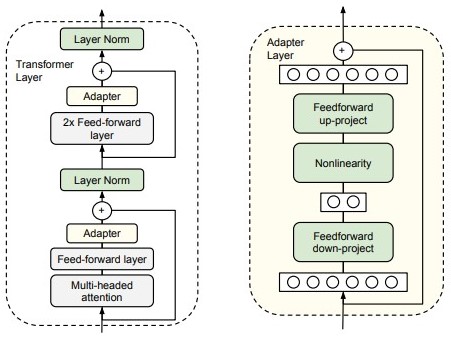 Layer Norm
Transformer
Layer
+
Adapter
2x Feed-forward
layer
Layer Norm
+
Adapter
Feed-forward layer
Multi-headed
attention
Adapter
Layer
+
Feedforward
up-project
Nonlinearity
Feedforward
down-project